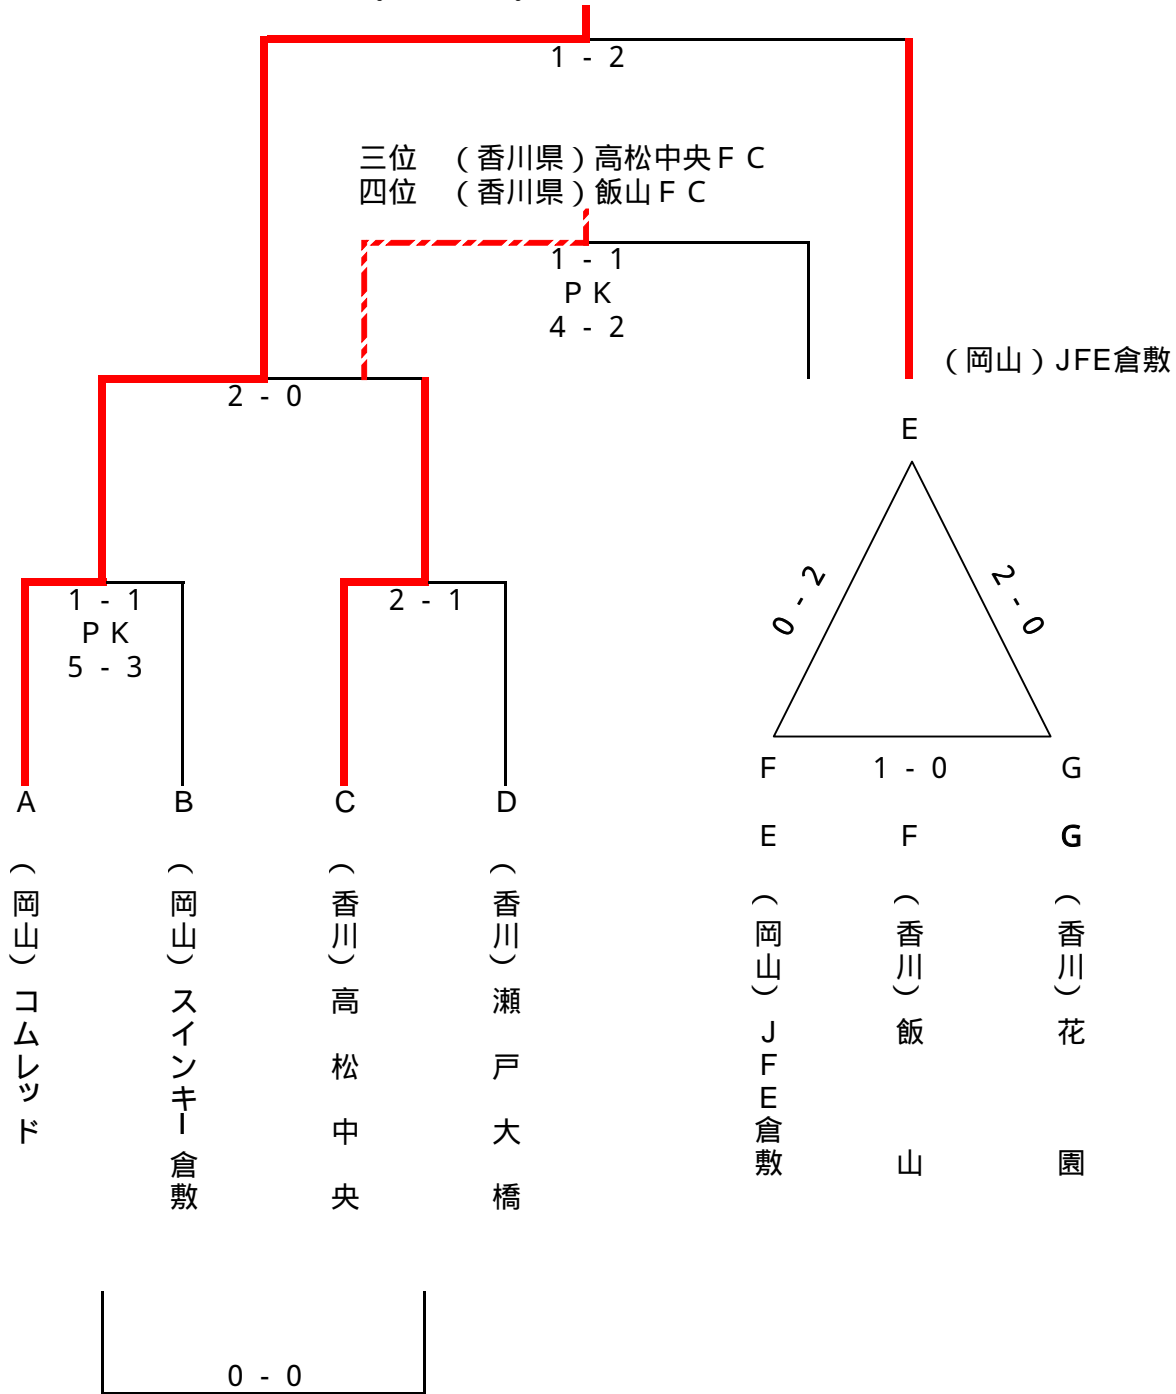 1 - 2
三位 （香川県）高松中央ＦＣ
四位 （香川県）飯山ＦＣ
1 - 1
ＰＫ
4 - 2
（岡山）JFE倉敷
2 - 0
E
0 - 2
2 - 0
1 - 1
ＰＫ
5 - 3
2 - 1
F 1 - 0 G
A B C D
E F G
（岡山）コムレッド
（岡山）スインキー倉敷
（香川）高松中央
（香川）瀬戸大橋
（岡山）JFE倉敷
（香川）飯山
（香川）花園
0 - 0